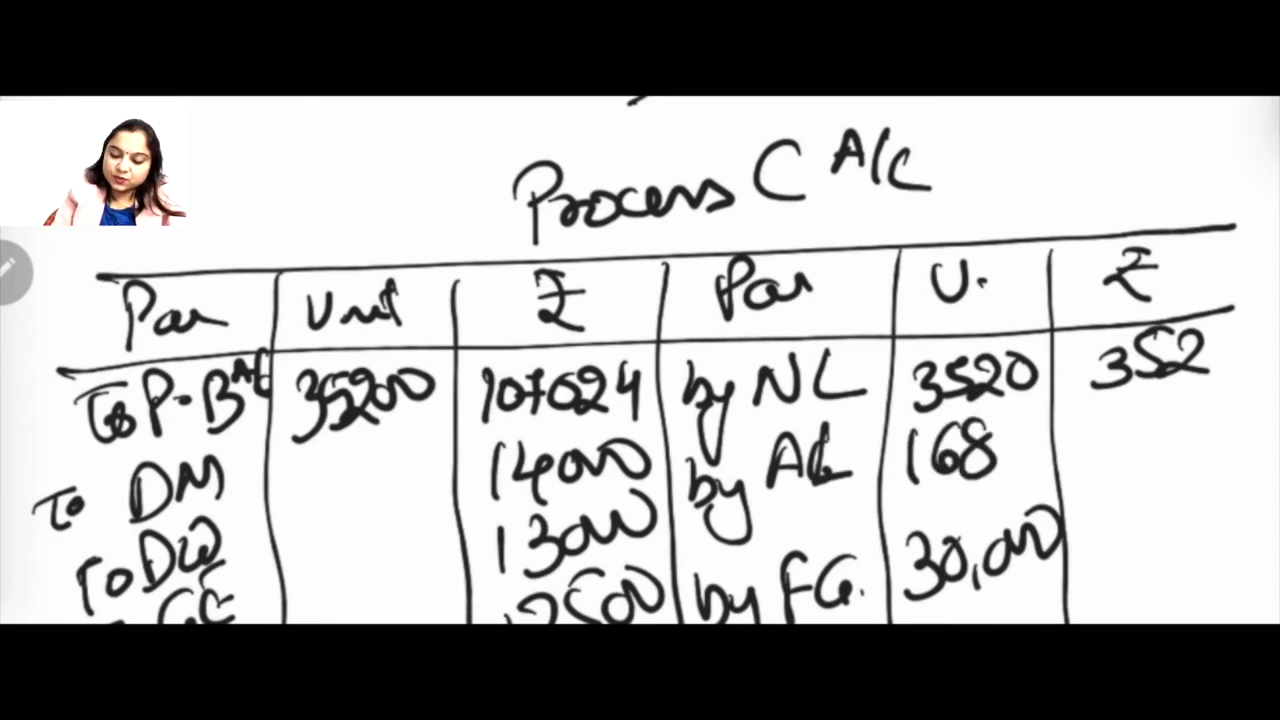 Process C A/C
Par Unit ₹ Par U. ₹
To P-B A/C 35200 107024 by NL 3520 352
To DM 14000 by AL 168
To DW 13000 by FG. 30,000